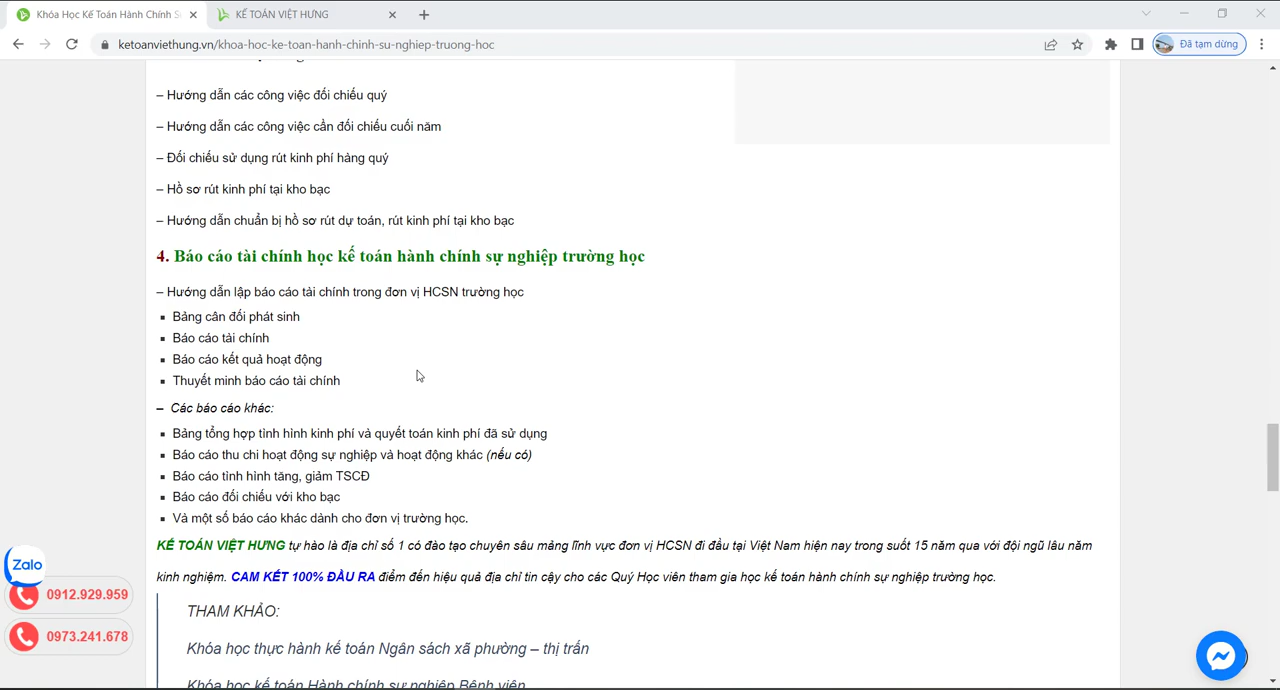 Khóa Học Kế Toán Hành Chính S
KẾ TOÁN VIỆT HƯNG
ketoanviethung.vn/khoa-hoc-ke-toan-hanh-chinh-su-nghiep-truong-hoc
Đã tạm dừng
– Hướng dẫn các công việc đối chiếu quý
– Hướng dẫn các công việc cần đối chiếu cuối năm
– Đối chiếu sử dụng rút kinh phí hàng quý
– Hồ sơ rút kinh phí tại kho bạc
– Hướng dẫn chuẩn bị hồ sơ rút dự toán, rút kinh phí tại kho bạc
4. Báo cáo tài chính học kế toán hành chính sự nghiệp trường học
– Hướng dẫn lập báo cáo tài chính trong đơn vị HCSN trường học
▪ Bảng cân đối phát sinh
▪ Báo cáo tài chính
▪ Báo cáo kết quả hoạt động
▪ Thuyết minh báo cáo tài chính
– Các báo cáo khác:
▪ Bảng tổng hợp tình hình kinh phí và quyết toán kinh phí đã sử dụng
▪ Báo cáo thu chi hoạt động sự nghiệp và hoạt động khác (nếu có)
▪ Báo cáo tình hình tăng, giảm TSCĐ
▪ Báo cáo đối chiếu với kho bạc
▪ Và một số báo cáo khác dành cho đơn vị trường học.
KẾ TOÁN VIỆT HƯNG tự hào là địa chỉ số 1 có đào tạo chuyên sâu mảng lĩnh vực đơn vị HCSN đi đầu tại Việt Nam hiện nay trong suốt 15 năm qua với đội ngũ lâu năm
kinh nghiệm. CAM KẾT 100% ĐẦU RA điểm đến hiệu quả địa chỉ tin cậy cho các Quý Học viên tham gia học kế toán hành chính sự nghiệp trường học.
Zalo
0912.929.959
0973.241.678
THAM KHẢO:
Khóa học thực hành kế toán Ngân sách xã phường – thị trấn
Khóa học kế toán Hành chính sự nghiệp Bệnh viện